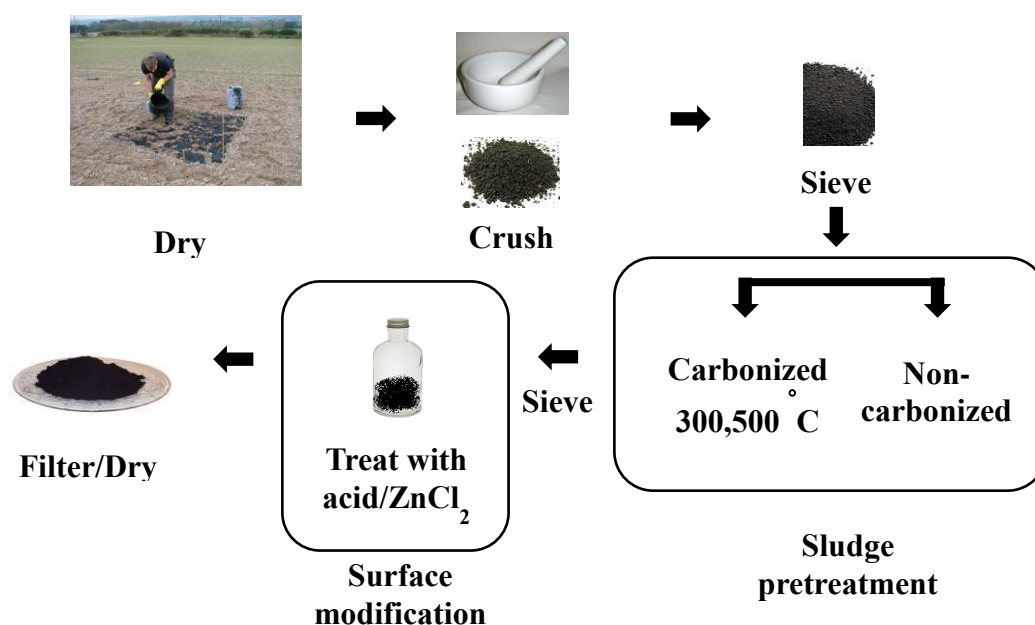 Dry
Crush
Sieve
Carbonized
300,500 °C
Non-
carbonized
Sludge
pretreatment
Sieve
Treat with
acid/ZnCl2
Surface
modification
Filter/Dry